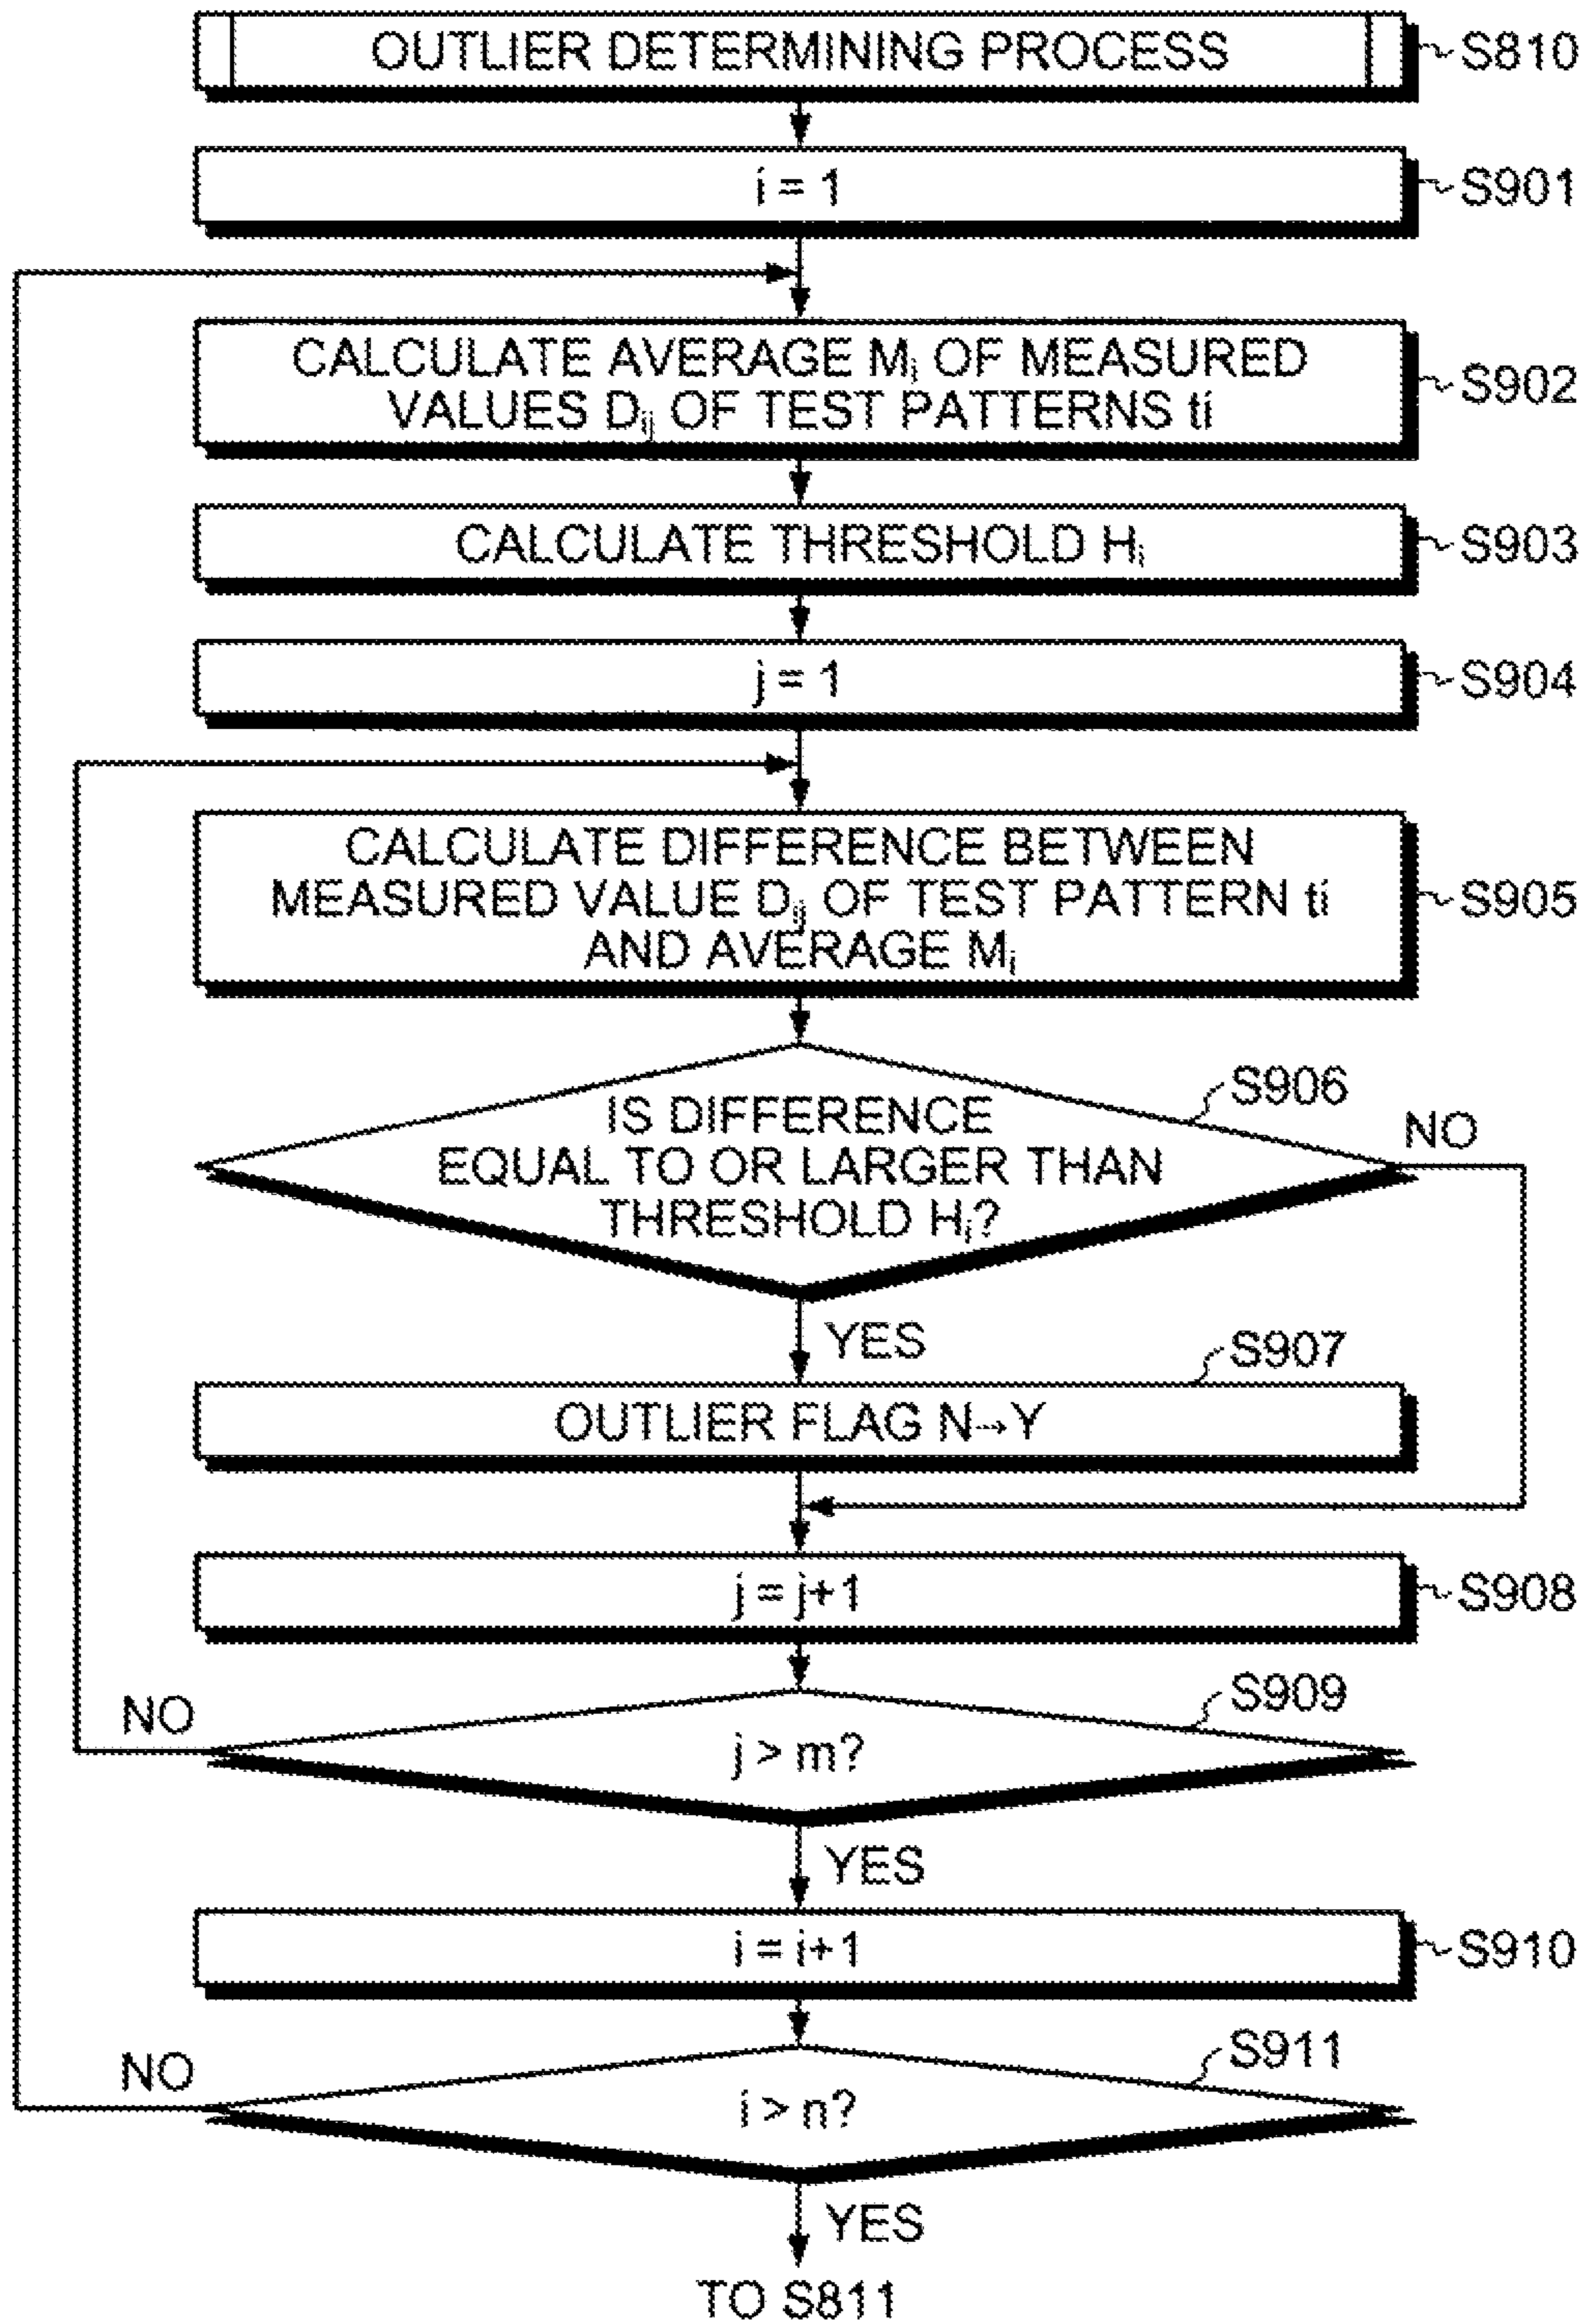 OUTLIER DETERMINING PROCESS
S810
i = 1
S901
CALCULATE AVERAGE Mi OF MEASURED
VALUES Dij OF TEST PATTERNS ti
S902
CALCULATE THRESHOLD Hi
S903
j = 1
S904
CALCULATE DIFFERENCE BETWEEN
MEASURED VALUE Dij OF TEST PATTERN ti
AND AVERAGE Mi
S905
S906
IS DIFFERENCE
EQUAL TO OR LARGER THAN
THRESHOLD Hi?
NO
YES
S907
OUTLIER FLAG N→Y
j = j+1
S908
S909
NO
j > m?
YES
i = i+1
S910
S911
NO
i > n?
YES
TO S811